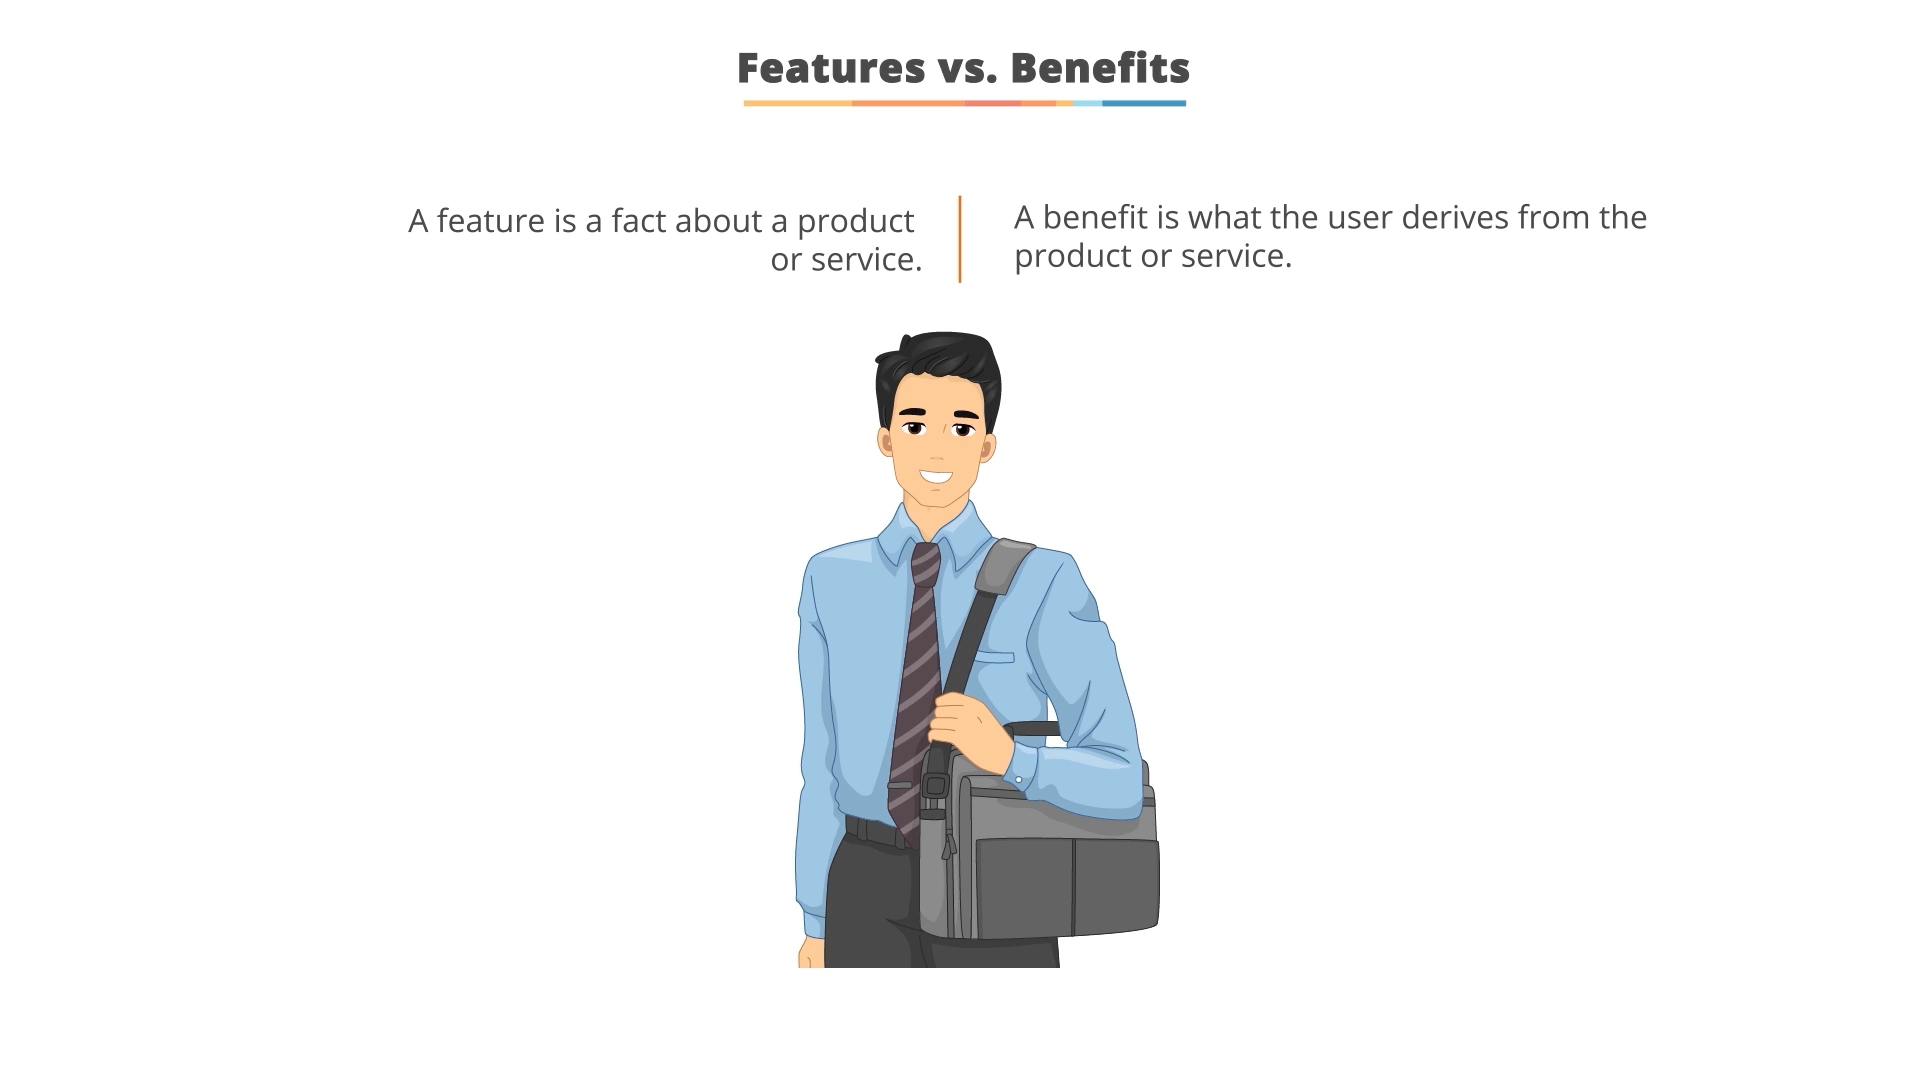 Features vs. Benefits
A feature is a fact about a product
or service.
A benefit is what the user derives from the
product or service.